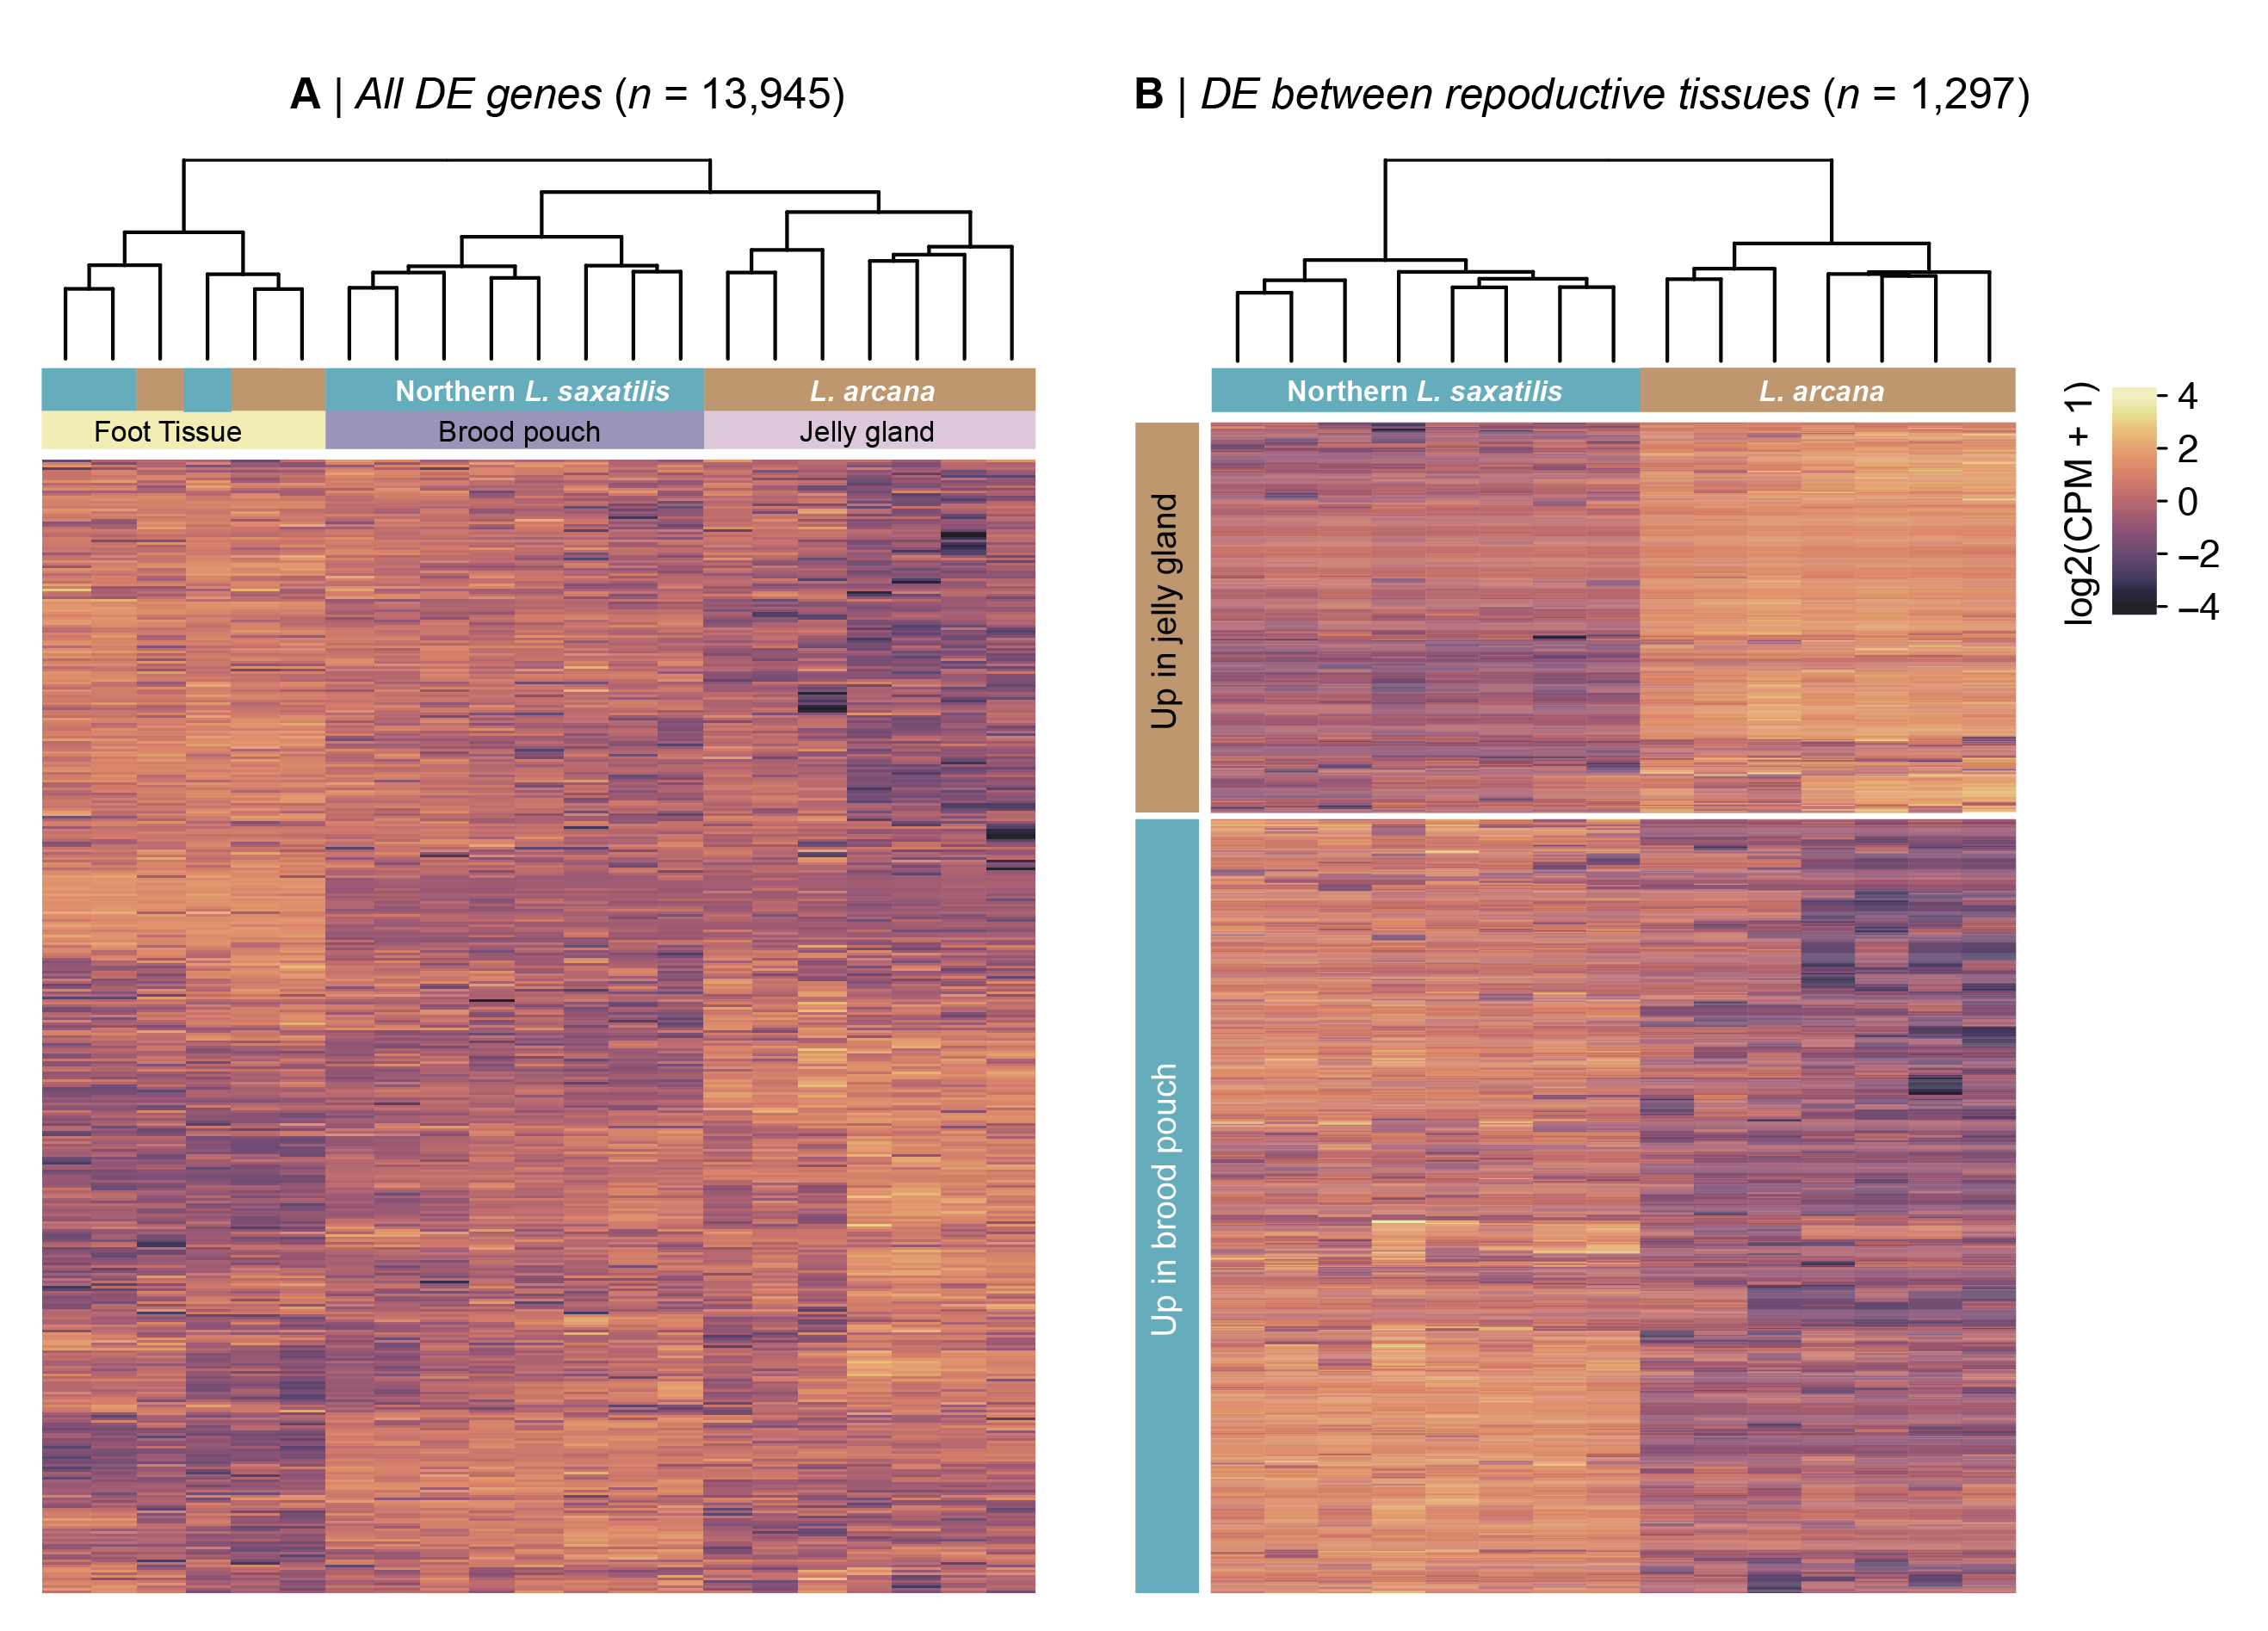 A | All DE genes (n = 13,945)
Northern L. saxatilis
L. arcana
Foot Tissue
Brood pouch
Jelly gland
B | DE between repoductive tissues (n = 1,297)
Northern L. saxatilis
L. arcana
Up in jelly gland
Up in brood pouch
log2(CPM + 1)
4
2
0
−2
−4